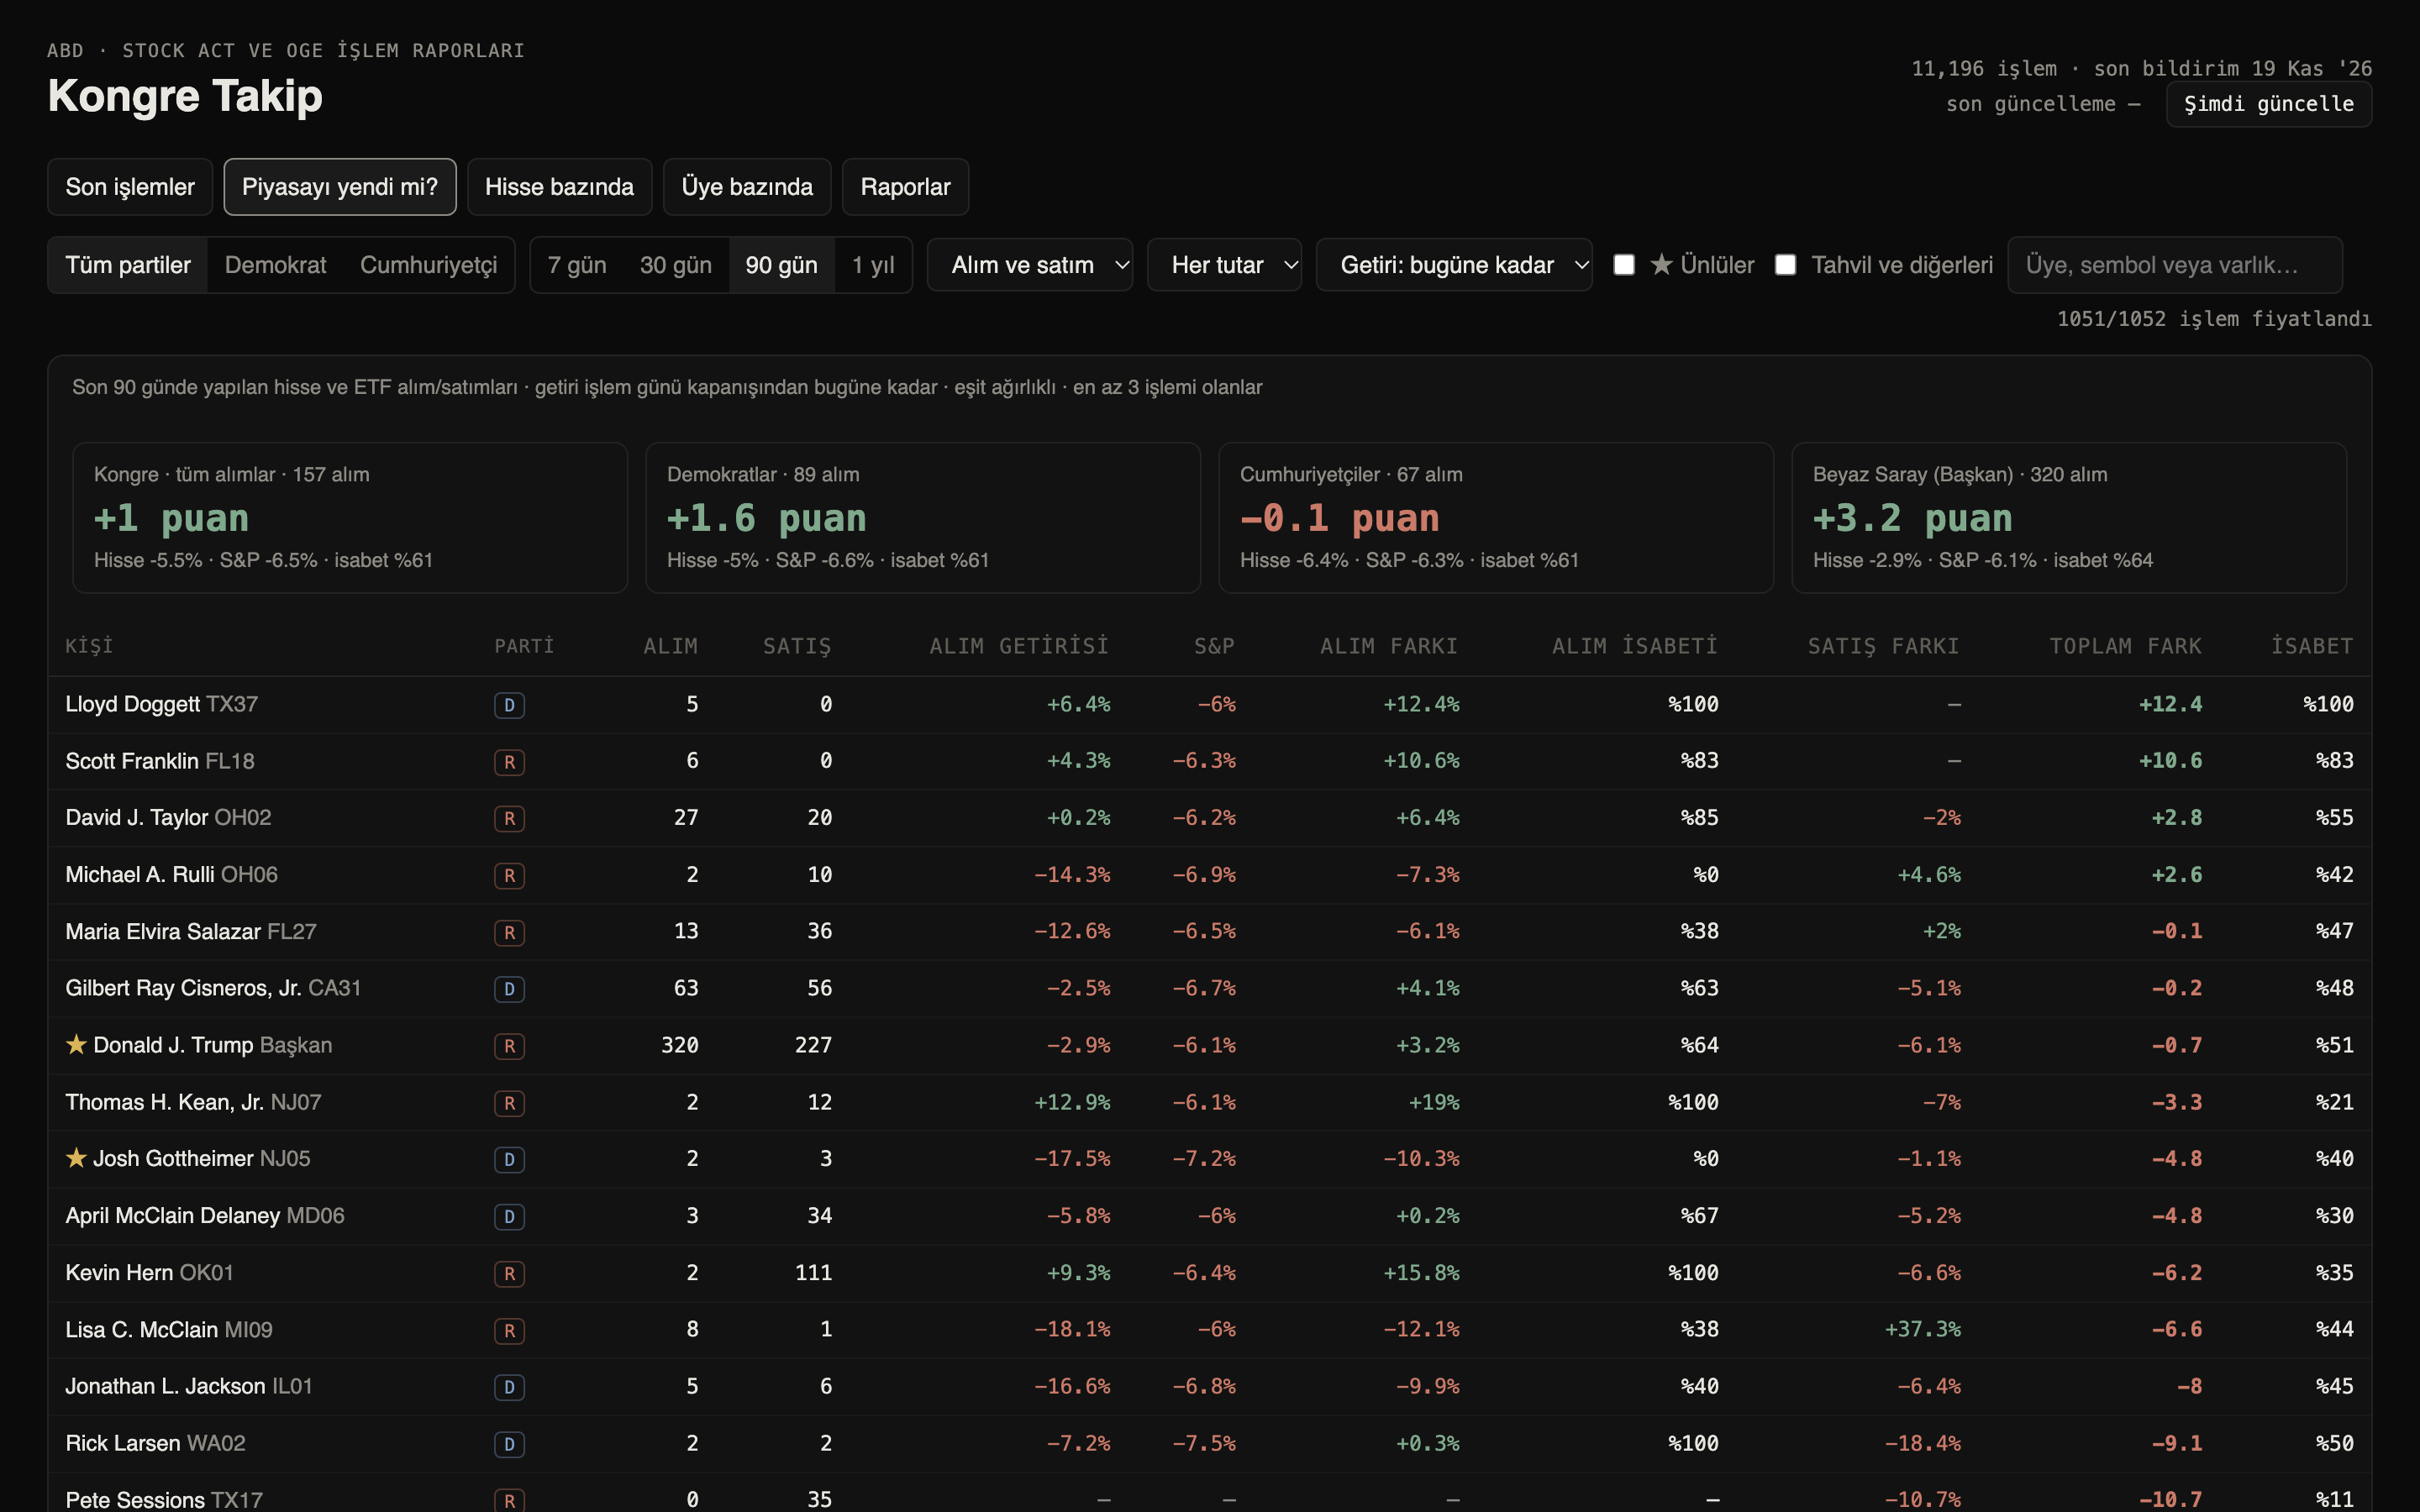 ABD · STOCK ACT VE OGE İŞLEM RAPORLARI
Kongre Takip
11,196 işlem · son bildirim 19 Kas '26
son güncelleme — Şimdi güncelle
Son işlemler Piyasayı yendi mi? Hisse bazında Üye bazında Raporlar
Tüm partiler Demokrat Cumhuriyetçi 7 gün 30 gün 90 gün 1 yıl Alım ve satım Her tutar Getiri: bugüne kadar ★ Ünlüler Tahvil ve diğerleri Üye, sembol veya varlık...
1051/1052 işlem fiyatlandı
Son 90 günde yapılan hisse ve ETF alım/satımları · getiri işlem günü kapanışından bugüne kadar · eşit ağırlıklı · en az 3 işlemi olanlar
Kongre · tüm alımlar · 157 alım
+1 puan
Hisse -5.5% · S&P -6.5% · isabet %61
Demokratlar · 89 alım
+1.6 puan
Hisse -5% · S&P -6.6% · isabet %61
Cumhuriyetçiler · 67 alım
−0.1 puan
Hisse -6.4% · S&P -6.3% · isabet %61
Beyaz Saray (Başkan) · 320 alım
+3.2 puan
Hisse -2.9% · S&P -6.1% · isabet %64
KİŞİ PARTİ ALIM SATIŞ ALIM GETİRİSİ S&P ALIM FARKI ALIM İSABETİ SATIŞ FARKI TOPLAM FARK İSABET
Lloyd Doggett TX37 D 5 0 +6.4% −6% +12.4% %100 — +12.4 %100
Scott Franklin FL18 R 6 0 +4.3% −6.3% +10.6% %83 — +10.6 %83
David J. Taylor OH02 R 27 20 +0.2% −6.2% +6.4% %85 −2% +2.8 %55
Michael A. Rulli OH06 R 2 10 −14.3% −6.9% −7.3% %0 +4.6% +2.6 %42
Maria Elvira Salazar FL27 R 13 36 −12.6% −6.5% −6.1% %38 +2% −0.1 %47
Gilbert Ray Cisneros, Jr. CA31 D 63 56 −2.5% −6.7% +4.1% %63 −5.1% −0.2 %48
★ Donald J. Trump Başkan R 320 227 −2.9% −6.1% +3.2% %64 −6.1% −0.7 %51
Thomas H. Kean, Jr. NJ07 R 2 12 +12.9% −6.1% +19% %100 −7% −3.3 %21
★ Josh Gottheimer NJ05 D 2 3 −17.5% −7.2% −10.3% %0 −1.1% −4.8 %40
April McClain Delaney MD06 D 3 34 −5.8% −6% +0.2% %67 −5.2% −4.8 %30
Kevin Hern OK01 R 2 111 +9.3% −6.4% +15.8% %100 −6.6% −6.2 %35
Lisa C. McClain MI09 R 8 1 −18.1% −6% −12.1% %38 +37.3% −6.6 %44
Jonathan L. Jackson IL01 D 5 6 −16.6% −6.8% −9.9% %40 −6.4% −8 %45
Rick Larsen WA02 D 2 2 −7.2% −7.5% +0.3% %100 −18.4% −9.1 %50
Pete Sessions TX17 R 0 35 — — — — −10.7% −10.7 %11